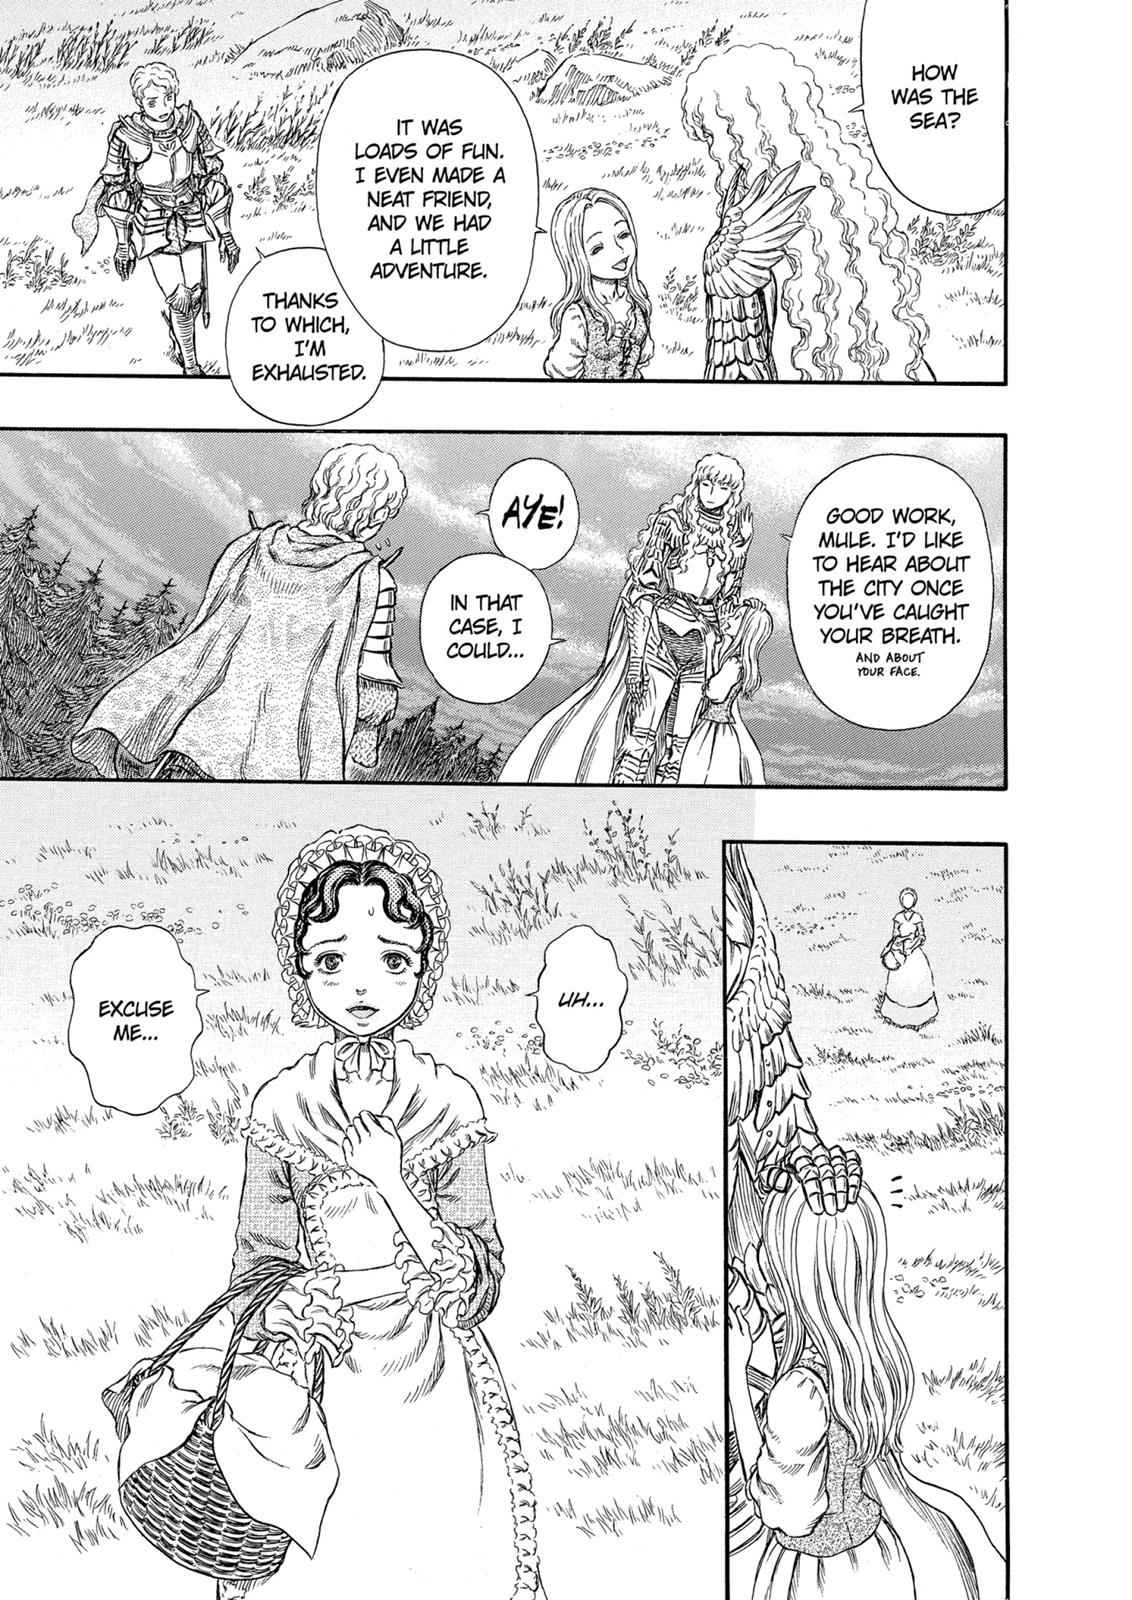 HOW
WAS THE
SEA?
IT WAS
LOADS OF FUN.
I EVEN MADE A
NEAT FRIEND,
AND WE HAD
A LITTLE
ADVENTURE.
THANKS
TO WHICH,
I'M
EXHAUSTED.
GOOD WORK,
MULE. I'D LIKE
TO HEAR ABOUT
THE CITY ONCE
YOU'VE CAUGHT
YOUR BREATH.
AND ABOUT
YOUR FACE.
AYE!
IN THAT
CASE, I
COULD...
UH...
EXCUSE
ME...